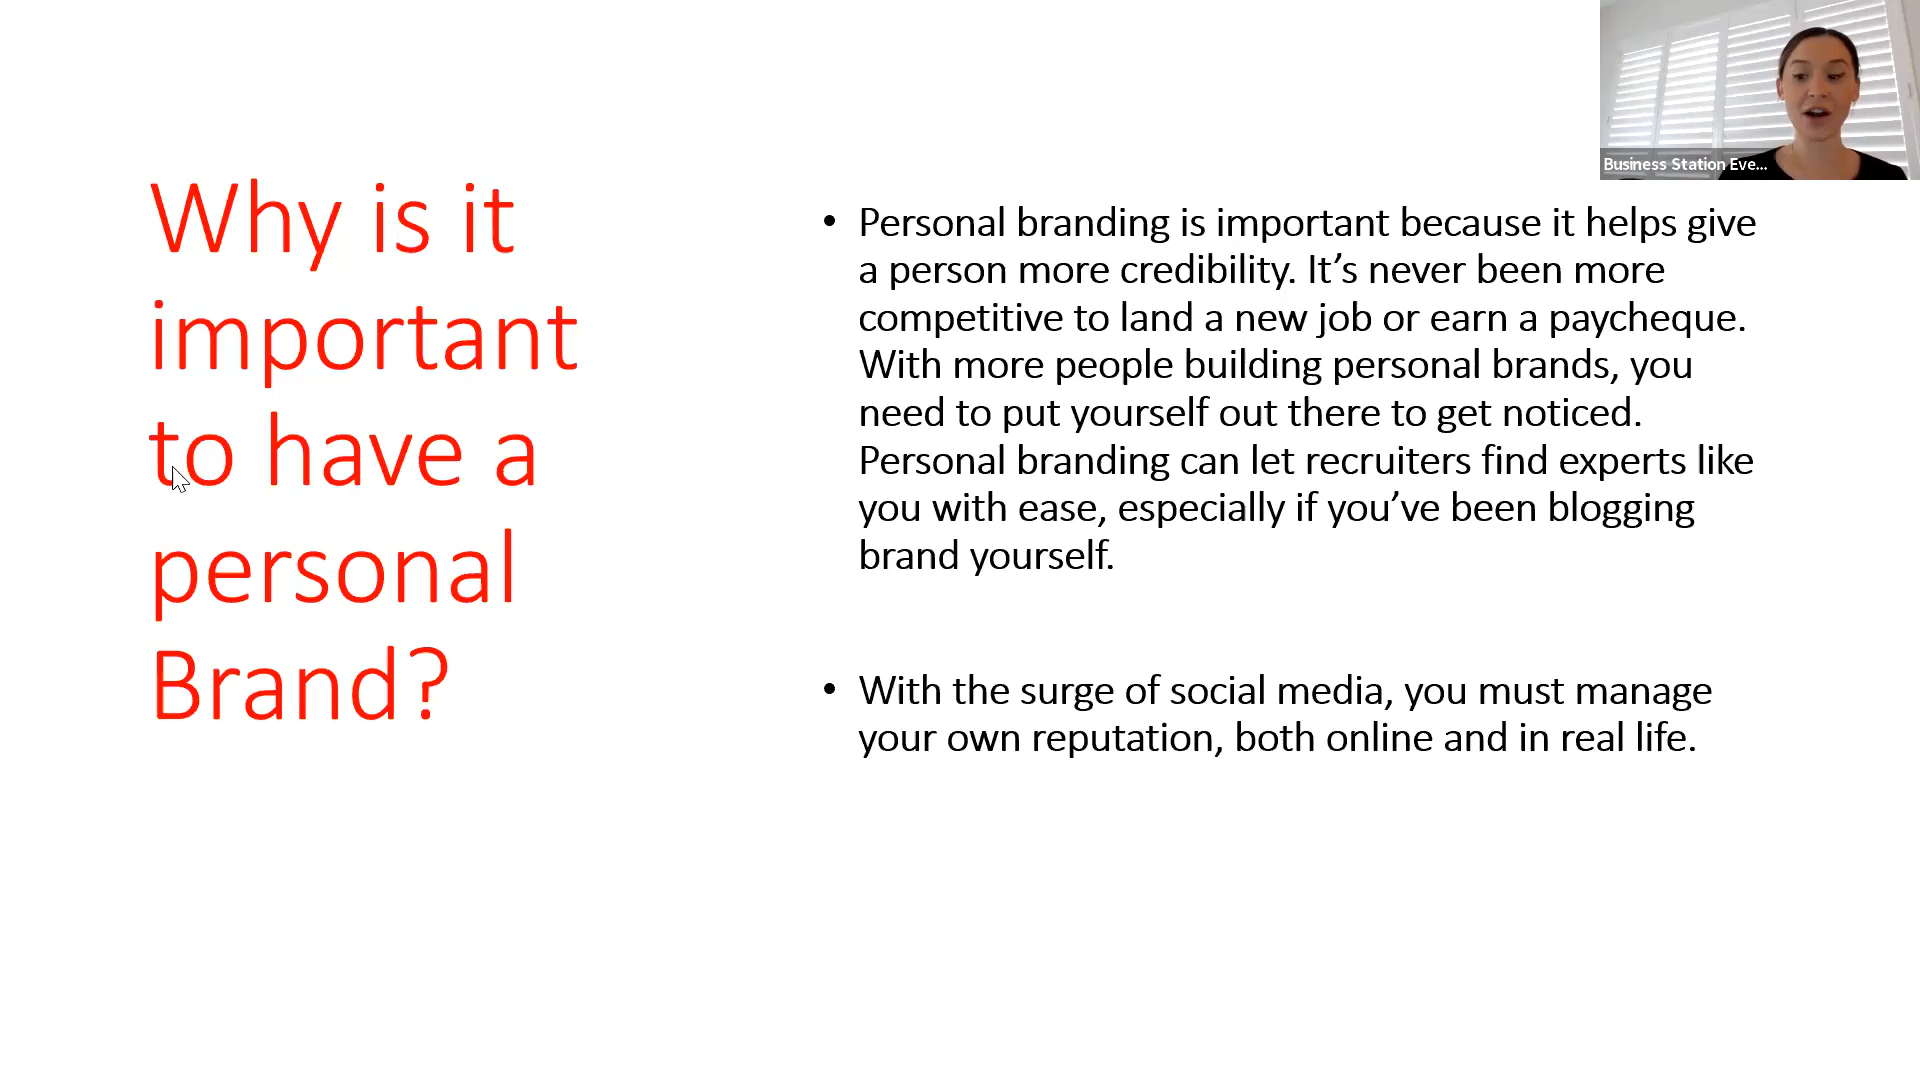 Business Station Eve...
Why is it
important
to have a
personal
Brand?
• Personal branding is important because it helps give
a person more credibility. It’s never been more
competitive to land a new job or earn a paycheque.
With more people building personal brands, you
need to put yourself out there to get noticed.
Personal branding can let recruiters find experts like
you with ease, especially if you’ve been blogging
brand yourself.
• With the surge of social media, you must manage
your own reputation, both online and in real life.